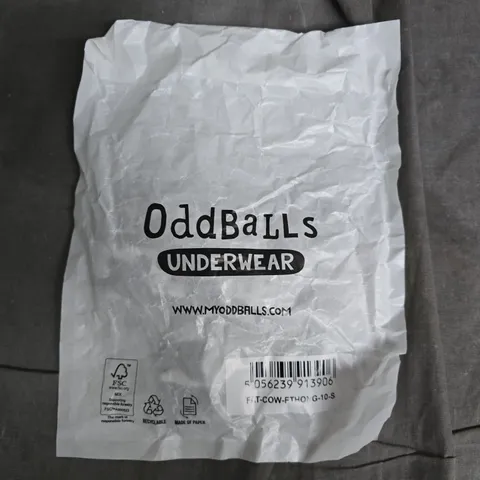 OddBaLLs
UNDERWEAR
WWW.MYODDBALLS.COM
FSC
RECYCLABLE
MADE OF PAPER
5 056239 913906